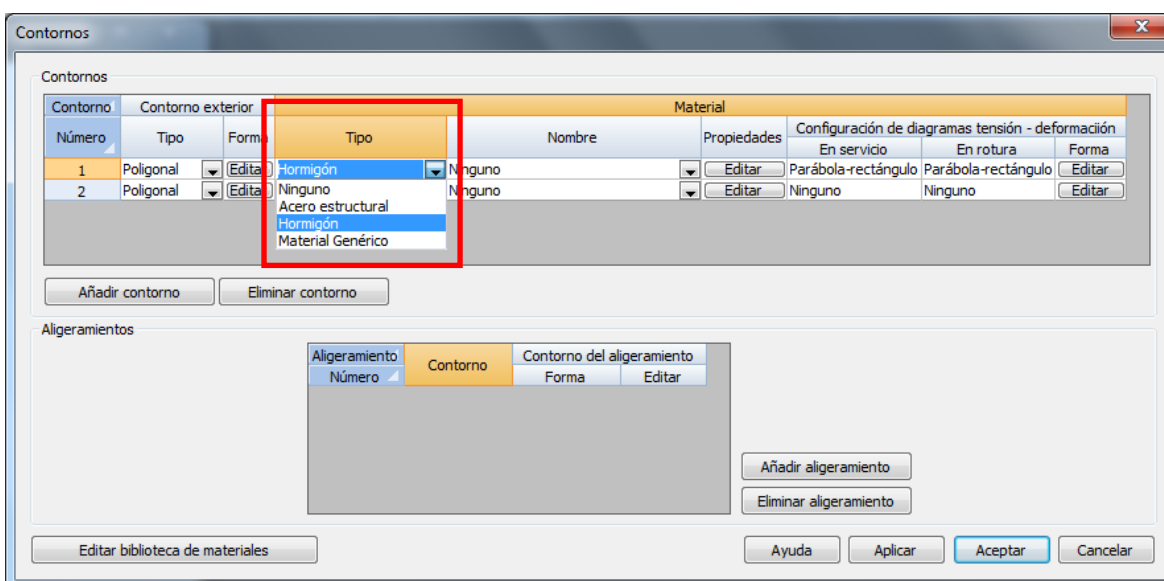 Contornos
Contornos
Contorno Contorno exterior Material
Número Tipo Forma Tipo Nombre Propiedades Configuración de diagramas tensión - deformaciión
En servicio En rotura Forma
1 Poligonal Editar Hormigón Ninguno Editar Parábola-rectángulo Parábola-rectángulo Editar
2 Poligonal Editar Ninguno Ninguno Editar Ninguno Ninguno Editar
Acero estructural
Hormigón
Material Genérico
Añadir contorno Eliminar contorno
Aligeramientos
Aligeramiento Contorno Contorno del aligeramiento
Número Forma Editar
Añadir aligeramiento
Eliminar aligeramiento
Editar biblioteca de materiales Ayuda Aplicar Aceptar Cancelar